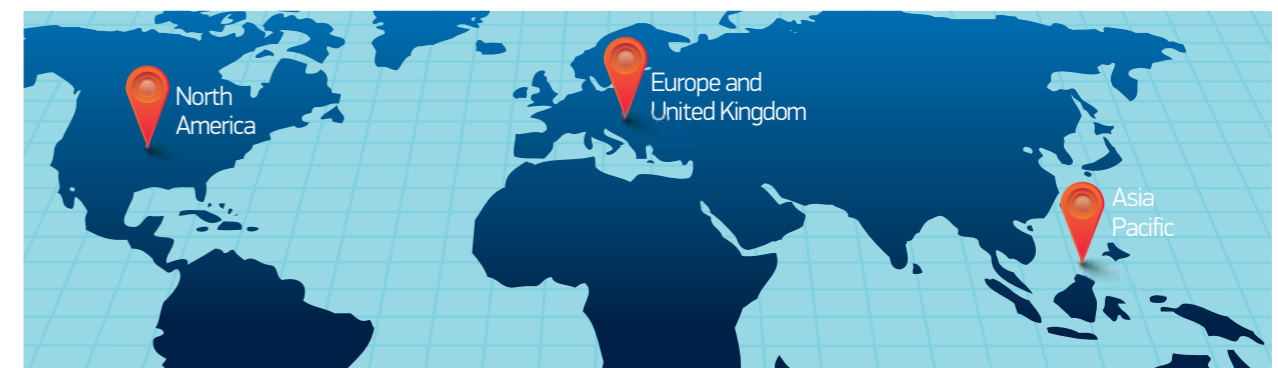 North
America
Europe and
United Kingdom
Asia
Pacific